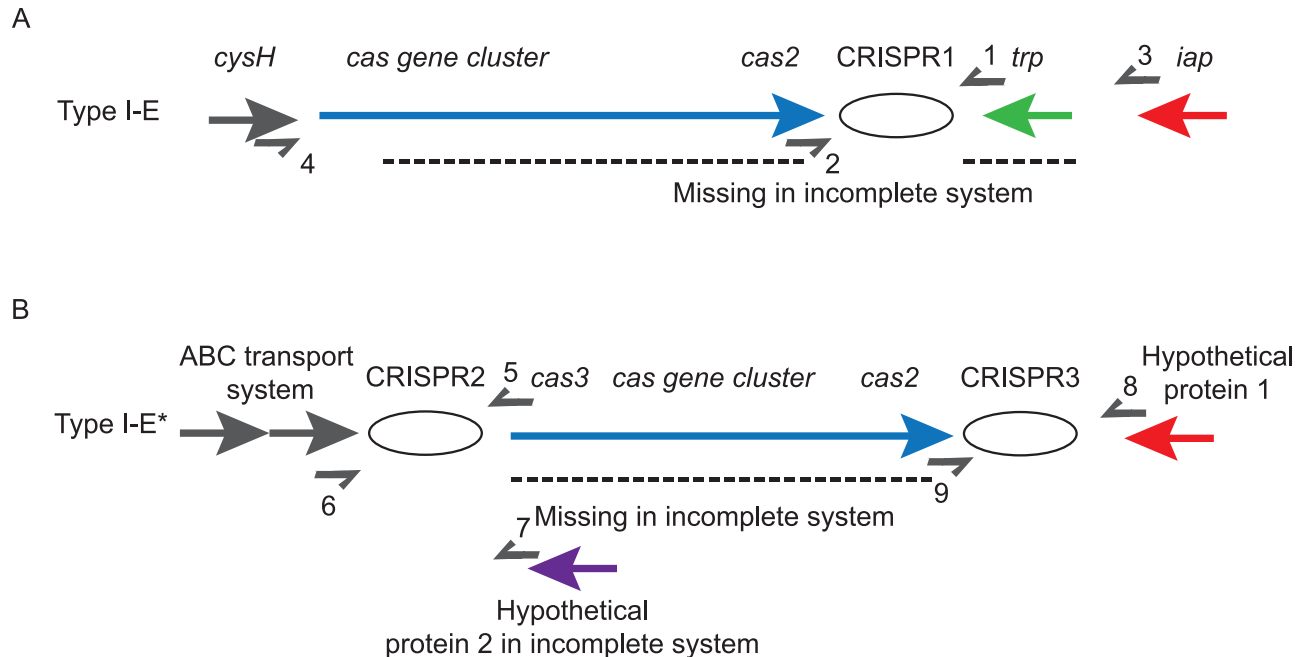 A
cysH cas gene cluster cas2 CRISPR1 1 trp 3 iap
Type I-E
4 2
Missing in incomplete system
B
ABC transport
system
CRISPR2 5 cas3 cas gene cluster cas2 CRISPR3 8
Hypothetical
protein 1
Type I-E*
6 9
Missing in incomplete system
7
Hypothetical
protein 2 in incomplete system